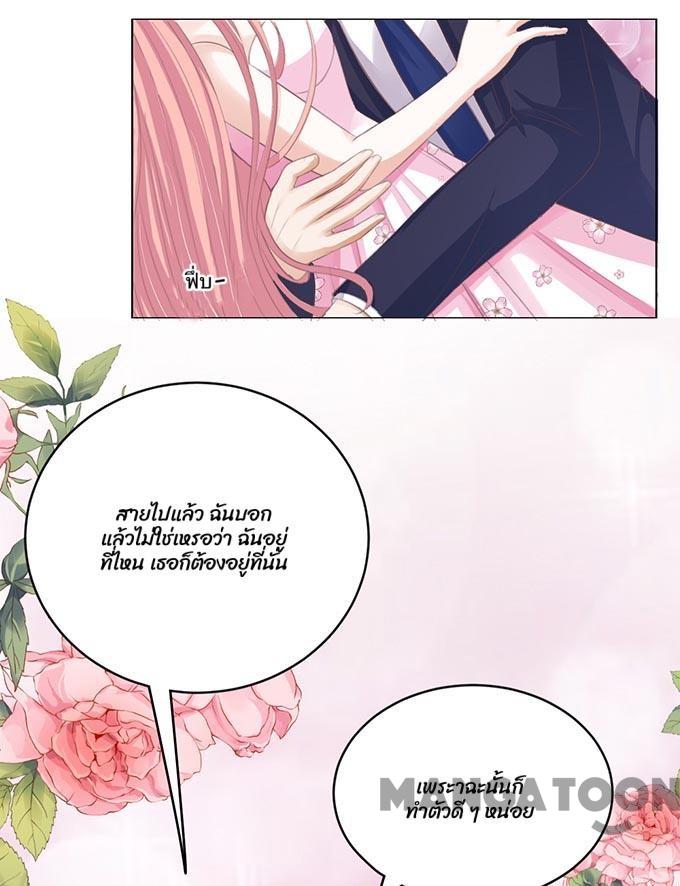 ฟึ่บ-
สายไปแล้ว ฉันบอก
แล้วไม่ใช่เหรอว่า ฉันอยู่
ที่ไหน เธอก็ต้องอยู่ที่นั่น
เพราะฉะนั้นก็
ทำตัวดี ๆ หน่อย
MANGATOON